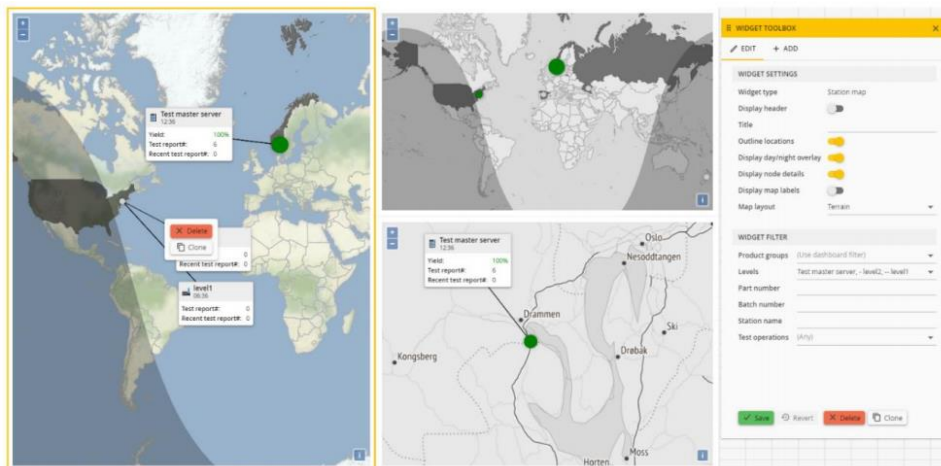 +
−
Test master server
12:36
Yield: 100%
Test report#: 6
Recent test report#: 0
Delete
Clone
0
Recent test report#: 0
level1
06:36
Test report#: 0
Recent test report#: 0
i
+
−
i
+
−
Test master server
12:36
Yield: 100%
Test report#: 6
Recent test report#: 0
Oslo
Nesoddtangen
Drammen
Ski
Drøbak
Kongsberg
Moss
Horten
i
WIDGET TOOLBOX
EDIT + ADD
WIDGET SETTINGS
Widget type Station map
Display header
Title
Outline locations
Display day/night overlay
Display node details
Display map labels
Map layout Terrain
WIDGET FILTER
Product groups (Use dashboard filter)
Levels Test master server, - level2, -- level1
Part number
Batch number
Station name
Test operations (Any)
Save Revert Delete Clone